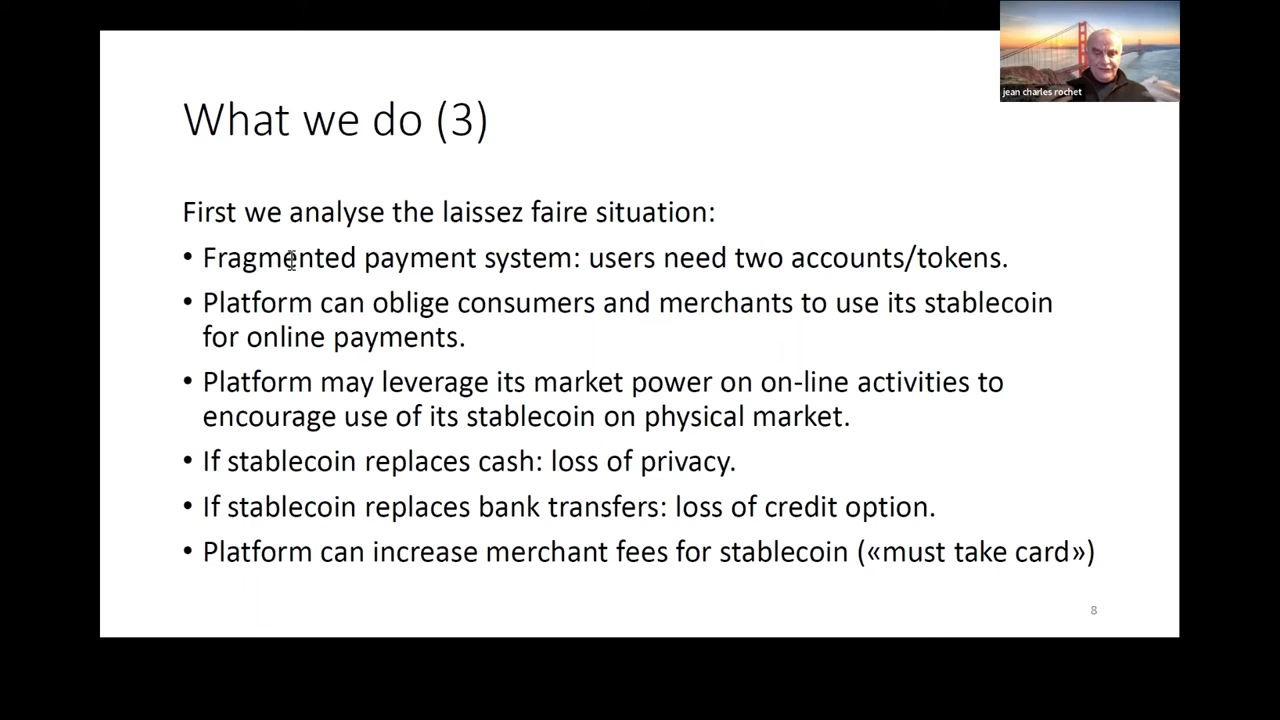 jean charles rochet
What we do (3)
First we analyse the laissez faire situation:
• Fragmented payment system: users need two accounts/tokens.
• Platform can oblige consumers and merchants to use its stablecoin
for online payments.
• Platform may leverage its market power on on-line activities to
encourage use of its stablecoin on physical market.
• If stablecoin replaces cash: loss of privacy.
• If stablecoin replaces bank transfers: loss of credit option.
• Platform can increase merchant fees for stablecoin («must take card»)
8